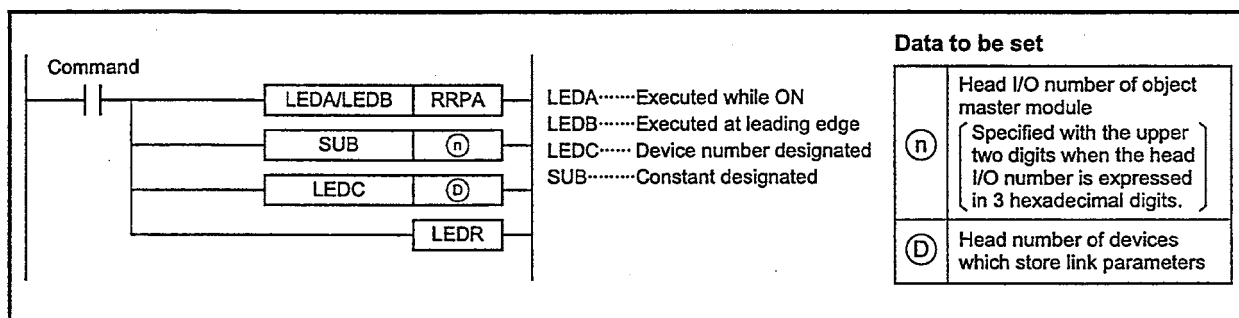 Command
LEDA/LEDB RRPA
SUB n
LEDC D
LEDR
LEDA·······Executed while ON
LEDB·······Executed at leading edge
LEDC······ Device number designated
SUB·········Constant designated
Data to be set
n
Head I/O number of object
master module
Specified with the upper
two digits when the head
I/O number is expressed
in 3 hexadecimal digits.
D
Head number of devices
which store link parameters